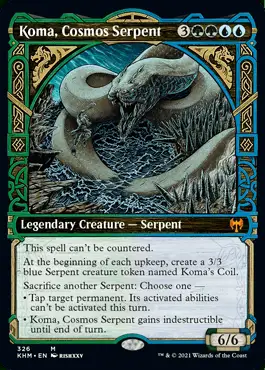 Koma, Cosmos Serpent 3
Legendary Creature — Serpent
This spell can't be countered.
At the beginning of each upkeep, create a 3/3
blue Serpent creature token named Koma's Coil.
Sacrifice another Serpent: Choose one —
• Tap target permanent. Its activated abilities
can't be activated this turn.
• Koma, Cosmos Serpent gains indestructible
until end of turn.
6/6
326 M
KHM • EN RISHXXV
™ & © 2021 Wizards of the Coast